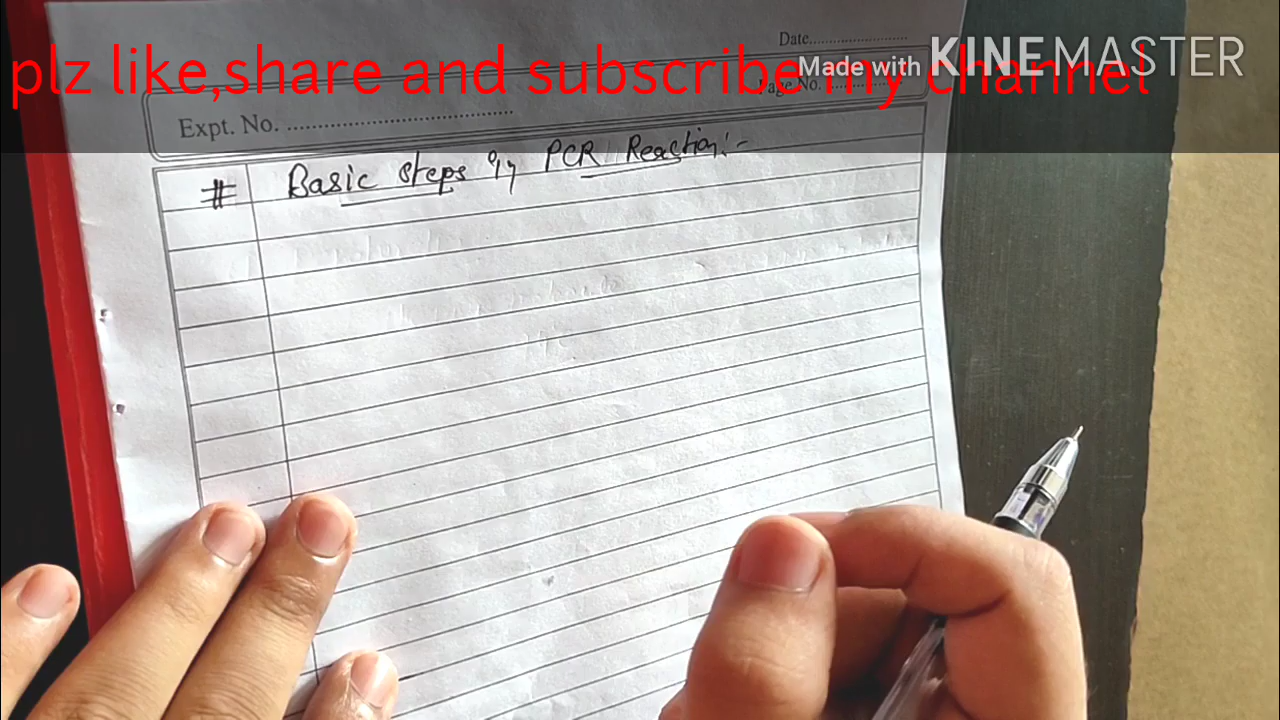 Date........................
plz like,share and subscribe my channel
Made with KINEMASTER
Page No. ..................
Expt. No. ......................................
# Basic steps in PCR Reaction:-